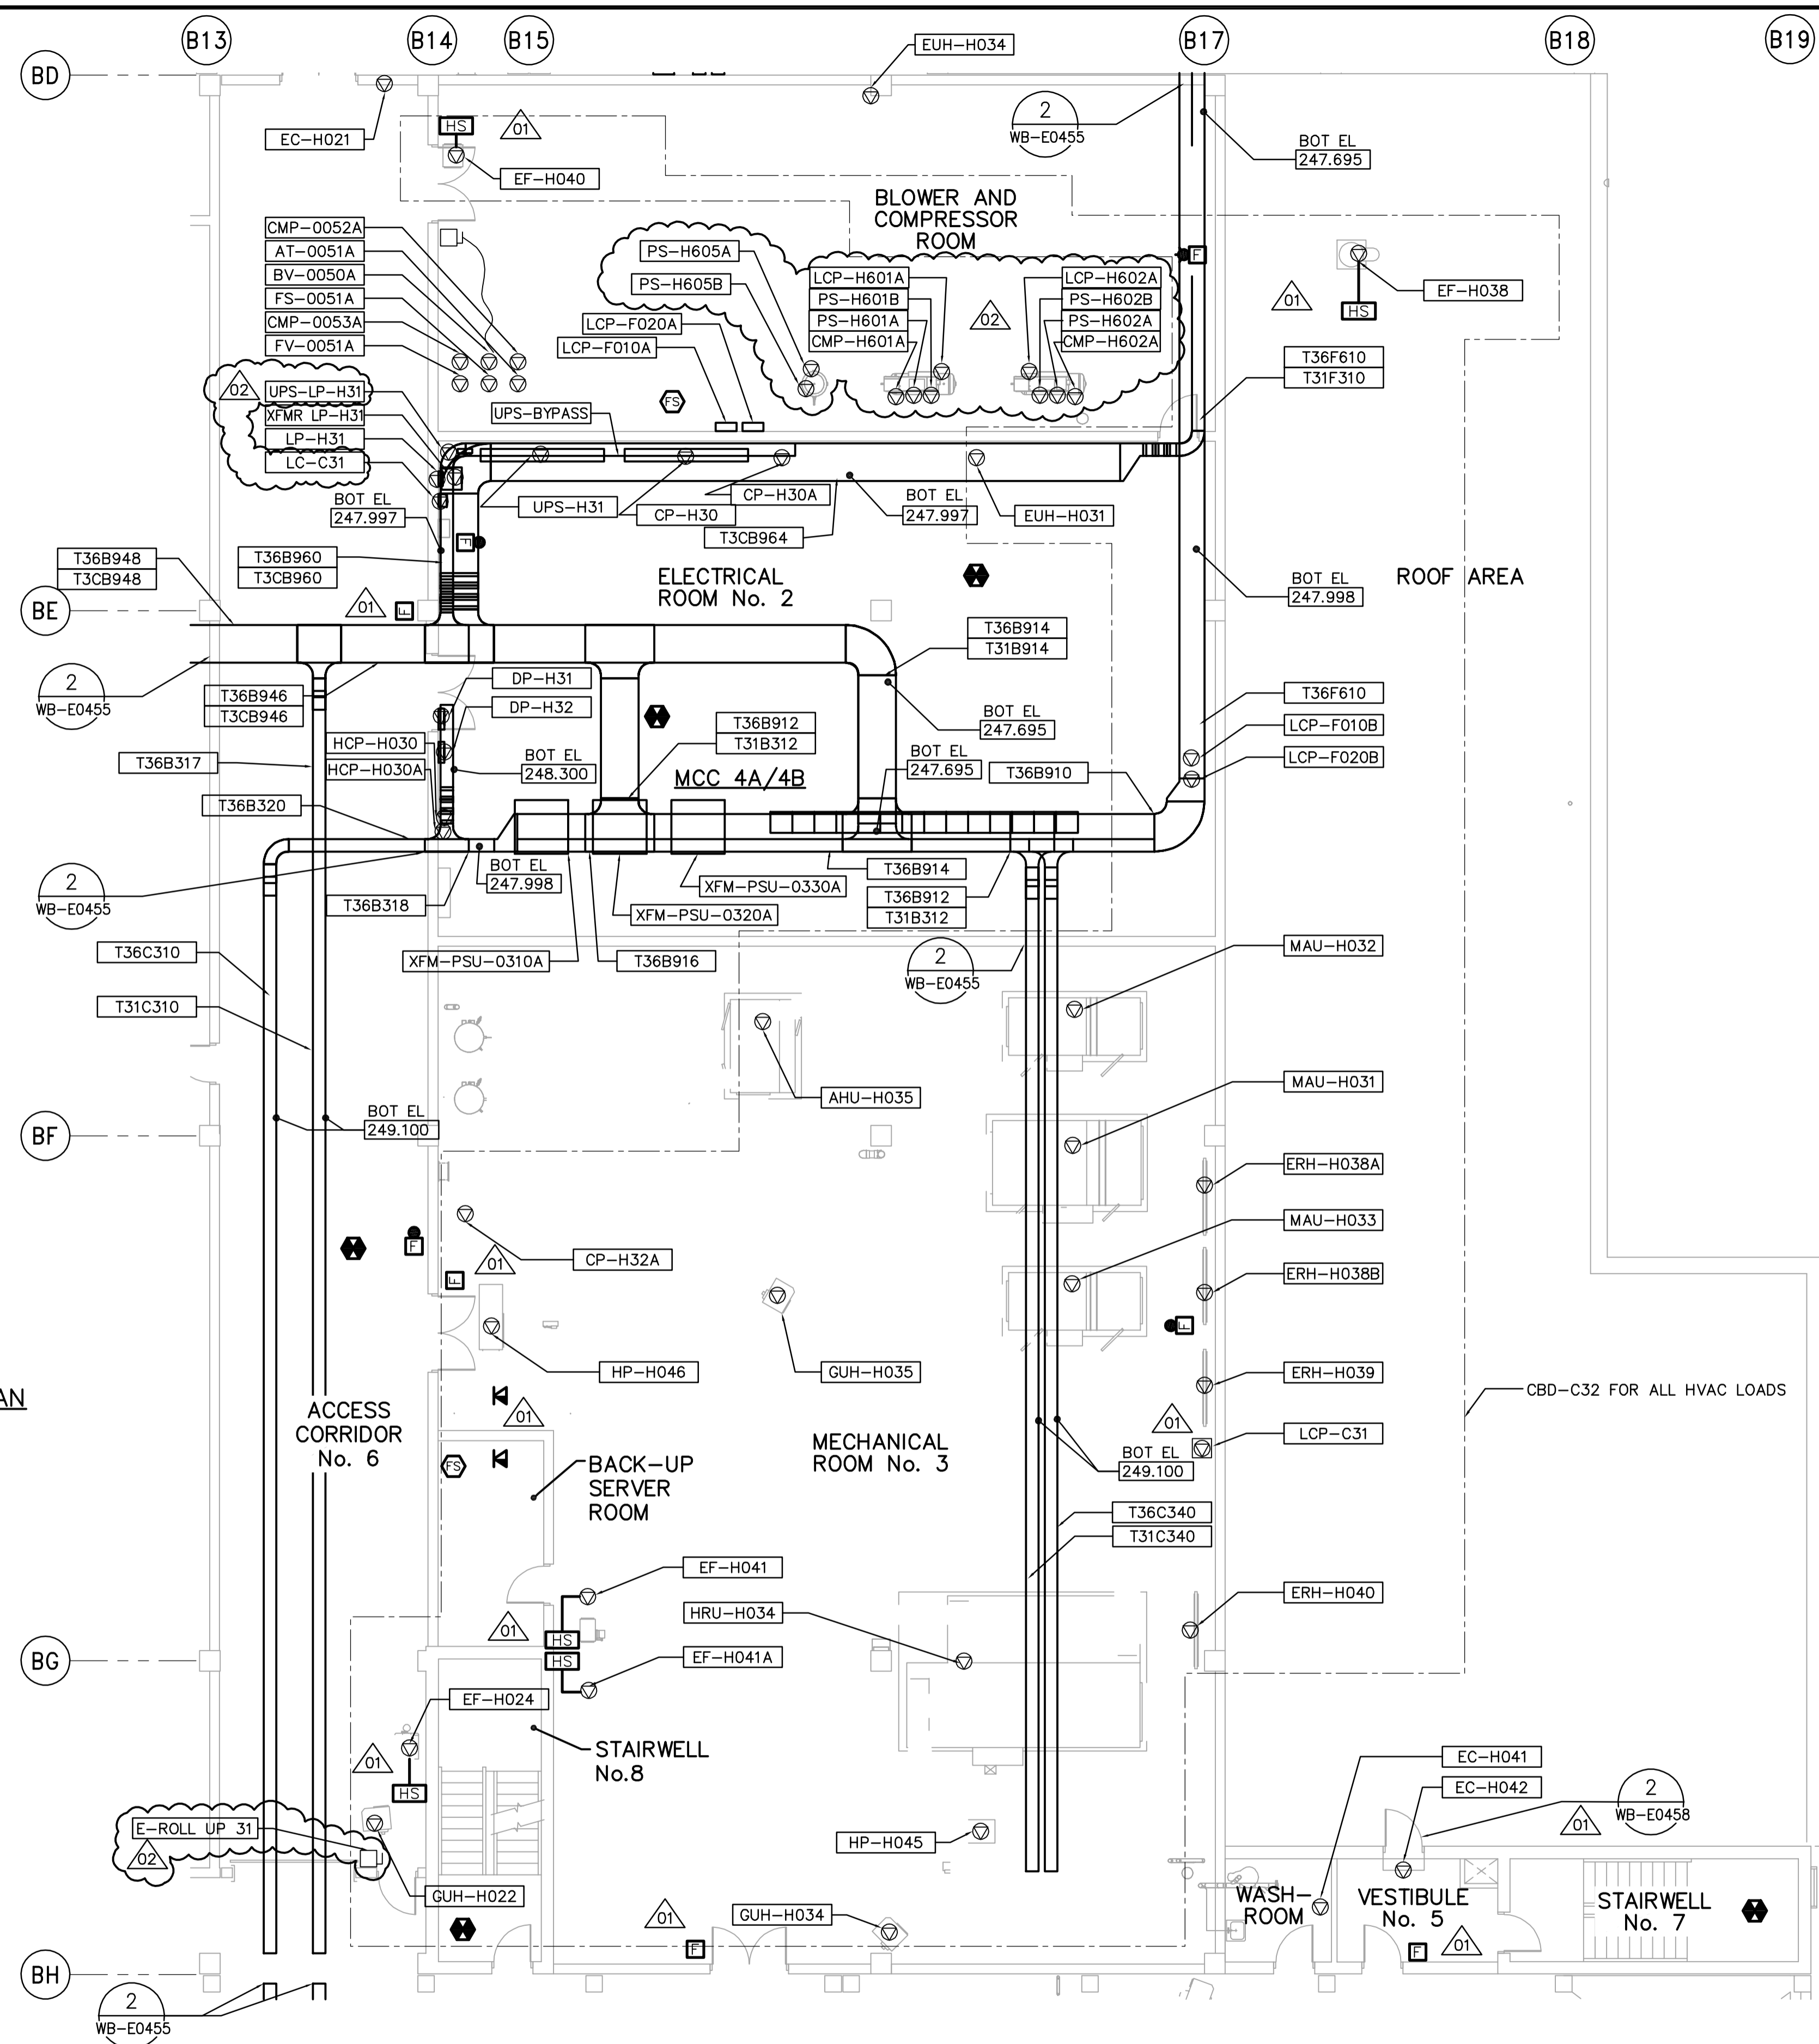 B13
B14
B15
B17
B18
B19
BD
EUH-H034
2
WB-E0455
HS
01
EC-H021
BOT EL
247.695
EF-H040
BLOWER AND
COMPRESSOR
ROOM
CMP-0052A
AT-0051A
BV-0050A
FS-0051A
CMP-0053A
FV-0051A
PS-H605A
PS-H605B
LCP-F020A
LCP-F010A
LCP-H601A
PS-H601B
PS-H601A
CMP-H601A
02
LCP-H602A
PS-H602B
PS-H602A
CMP-H602A
F
01
EF-H038
HS
T36F610
T31F310
02
UPS-LP-H31
XFMR LP-H31
LP-H31
LC-C31
FS
UPS-BYPASS
BOT EL
247.997
UPS-H31
CP-H30
CP-H30A
T3CB964
BOT EL
247.997
EUH-H031
F
T36B948
T3CB948
T36B960
T3CB960
ELECTRICAL
ROOM No. 2
BOT EL
247.998
ROOF AREA
01
F
BE
T36B914
T31B914
2
WB-E0455
T36B946
T3CB946
DP-H31
DP-H32
T36B912
T31B312
BOT EL
247.695
T36F610
LCP-F010B
LCP-F020B
T36B317
HCP-H030
HCP-H030A
BOT EL
248.300
MCC 4A/4B
BOT EL
247.695
T36B910
T36B320
2
WB-E0455
T36B318
BOT EL
247.998
XFM-PSU-0330A
XFM-PSU-0320A
T36B914
T36B912
T31B312
T36C310
XFM-PSU-0310A
T36B916
2
WB-E0455
MAU-H032
T31C310
AHU-H035
MAU-H031
BF
BOT EL
249.100
ERH-H038A
MAU-H033
F
01
F
CP-H32A
ERH-H038B
F
HP-H046
GUH-H035
ERH-H039
CBD-C32 FOR ALL HVAC LOADS
AN
ACCESS
CORRIDOR
No. 6
01
FS
BACK-UP
SERVER
ROOM
MECHANICAL
ROOM No. 3
01
LCP-C31
BOT EL
249.100
T36C340
T31C340
EF-H041
01
HS
HRU-H034
ERH-H040
BG
HS
EF-H041A
EF-H024
01
HS
STAIRWELL
No.8
EC-H041
EC-H042
2
WB-E0458
01
E-ROLL UP 31
02
HP-H045
GUH-H022
01
F
GUH-H034
WASH-
ROOM
VESTIBULE
No. 5
F
01
STAIRWELL
No. 7
BH
2
WB-E0455